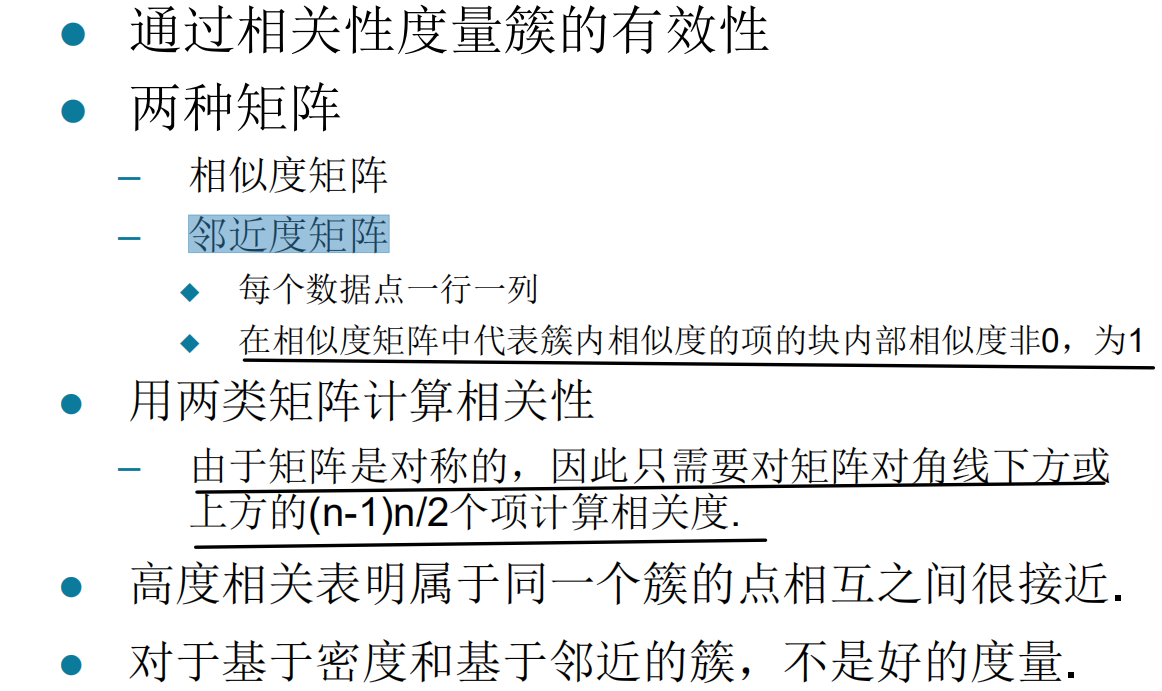 通过相关性度量簇的有效性
两种矩阵
相似度矩阵
邻近度矩阵
每个数据点一行一列
在相似度矩阵中代表簇内相似度的项的块内部相似度非0，为1
用两类矩阵计算相关性
由于矩阵是对称的，因此只需要对矩阵对角线下方或
上方的(n-1)n/2个项计算相关度.
高度相关表明属于同一个簇的点相互之间很接近.
对于基于密度和基于邻近的簇，不是好的度量.